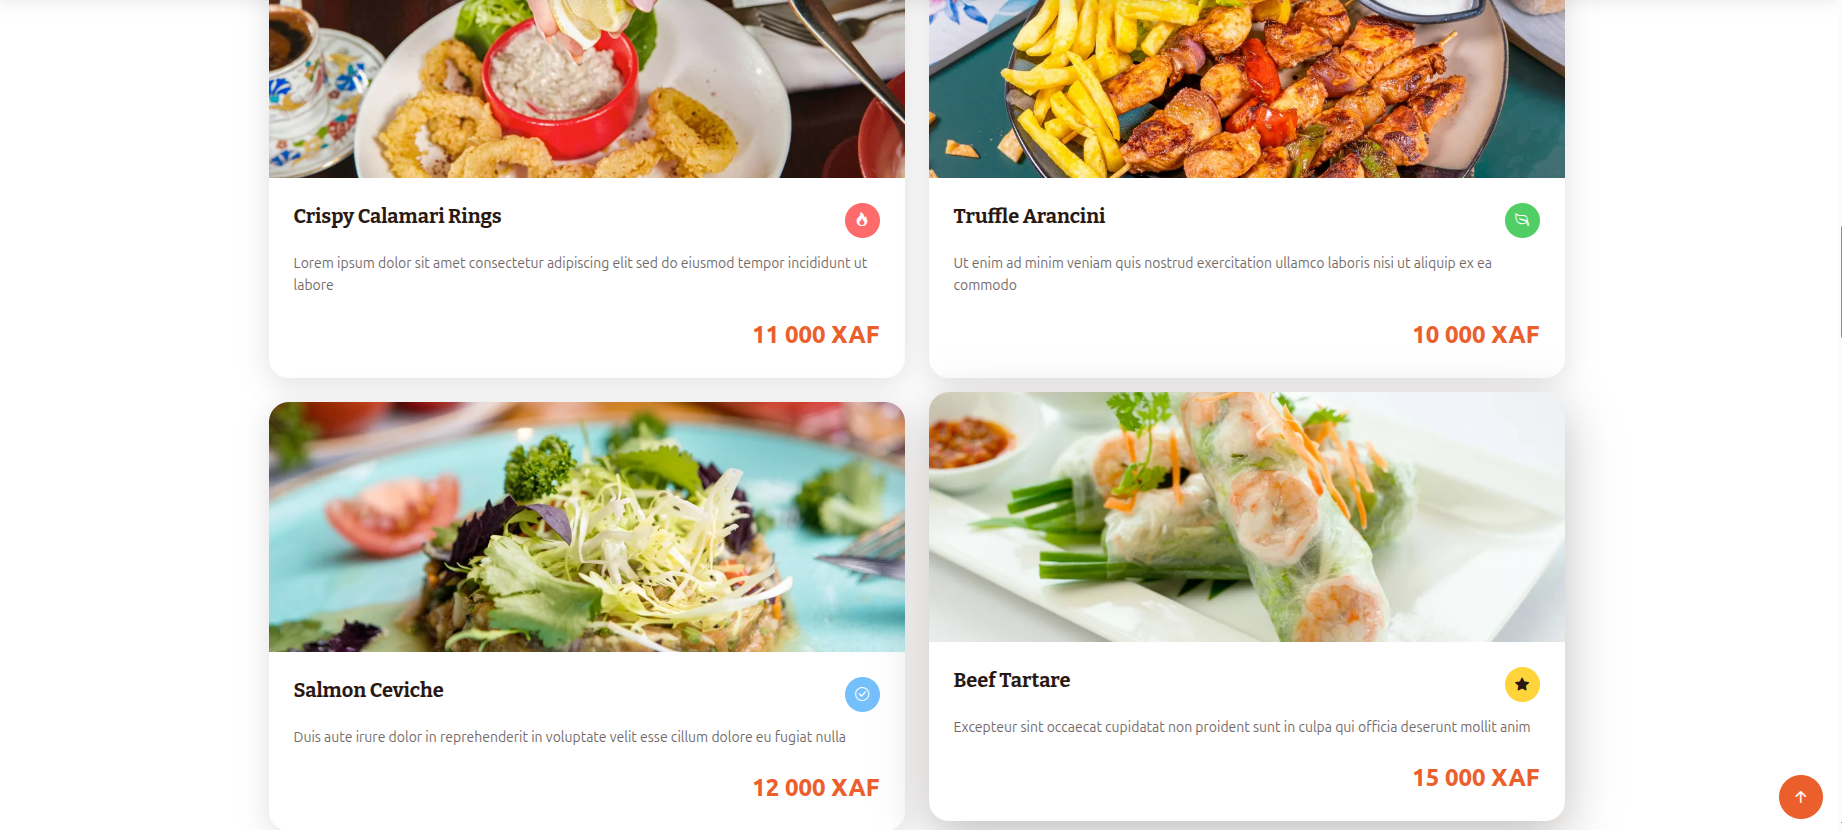 Crispy Calamari Rings
Lorem ipsum dolor sit amet consectetur adipiscing elit sed do eiusmod tempor incididunt ut
labore
11 000 XAF
Truffle Arancini
Ut enim ad minim veniam quis nostrud exercitation ullamco laboris nisi ut aliquip ex ea
commodo
10 000 XAF
Salmon Ceviche
Duis aute irure dolor in reprehenderit in voluptate velit esse cillum dolore eu fugiat nulla
12 000 XAF
Beef Tartare
Excepteur sint occaecat cupidatat non proident sunt in culpa qui officia deserunt mollit anim
15 000 XAF